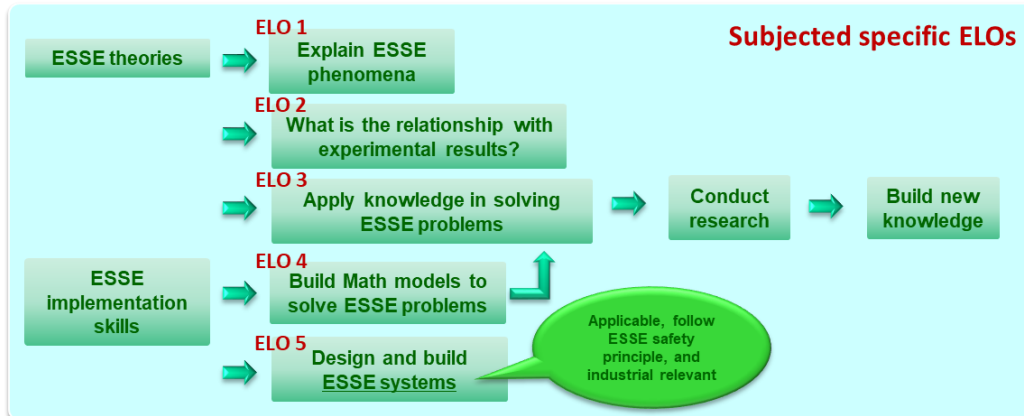 Subjected specific ELOs
ESSE theories
ELO 1
Explain ESSE
phenomena
ELO 2
What is the relationship with
experimental results?
ELO 3
Apply knowledge in solving
ESSE problems
Conduct
research
Build new
knowledge
ESSE
implementation
skills
ELO 4
Build Math models to
solve ESSE problems
ELO 5
Design and build
ESSE systems
Applicable, follow
ESSE safety
principle, and
industrial relevant